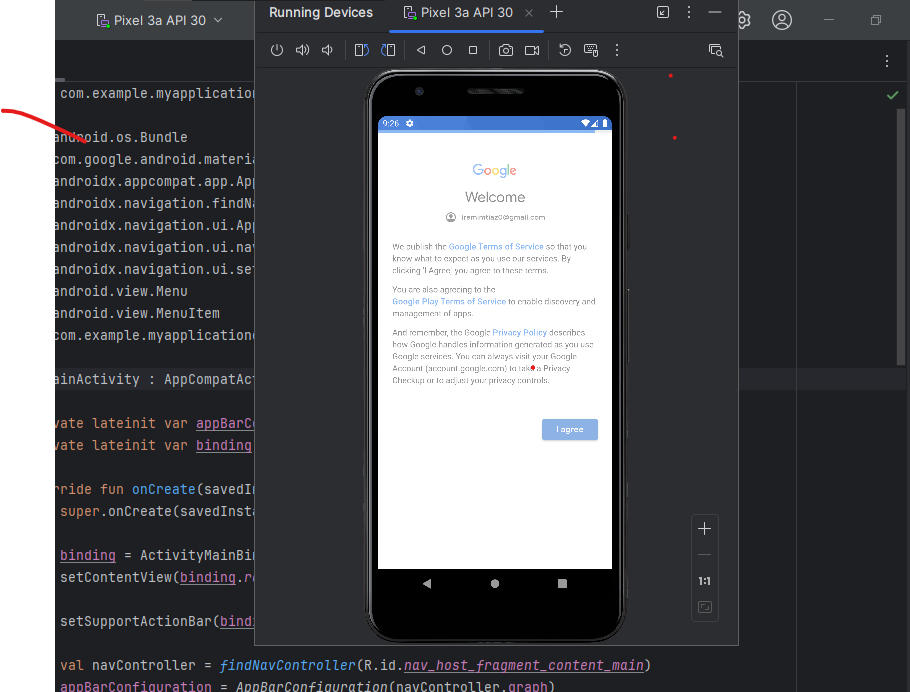 Pixel 3a API 30
Running Devices
Pixel 3a API 30
com.example.myapplication
android.os.Bundle
com.google.android.materia
androidx.appcompat.app.App
androidx.navigation.findNa
androidx.navigation.ui.App
androidx.navigation.ui.nav
androidx.navigation.ui.set
android.view.Menu
android.view.MenuItem
com.example.myapplication
ainActivity : AppCompatAct
vate lateinit var appBarC
vate lateinit var binding
rride fun onCreate(savedIn
super.onCreate(savedInsta
binding = ActivityMainBin
setContentView(binding.ro
setSupportActionBar(bindi
val navController = findNavController(R.id.nav_host_fragment_content_main)
appBarConfiguration = AppBarConfiguration(navController.graph)
9:26
Google
Welcome
iremimtiaz0@gmail.com
We publish the Google Terms of Service so that you
know what to expect as you use our services. By
clicking 'I Agree,' you agree to these terms.
You are also agreeing to the
Google Play Terms of Service to enable discovery and
management of apps.
And remember, the Google Privacy Policy describes
how Google handles information generated as you use
Google services. You can always visit your Google
Account (account.google.com) to take a Privacy
Checkup or to adjust your privacy controls.
I agree
1:1